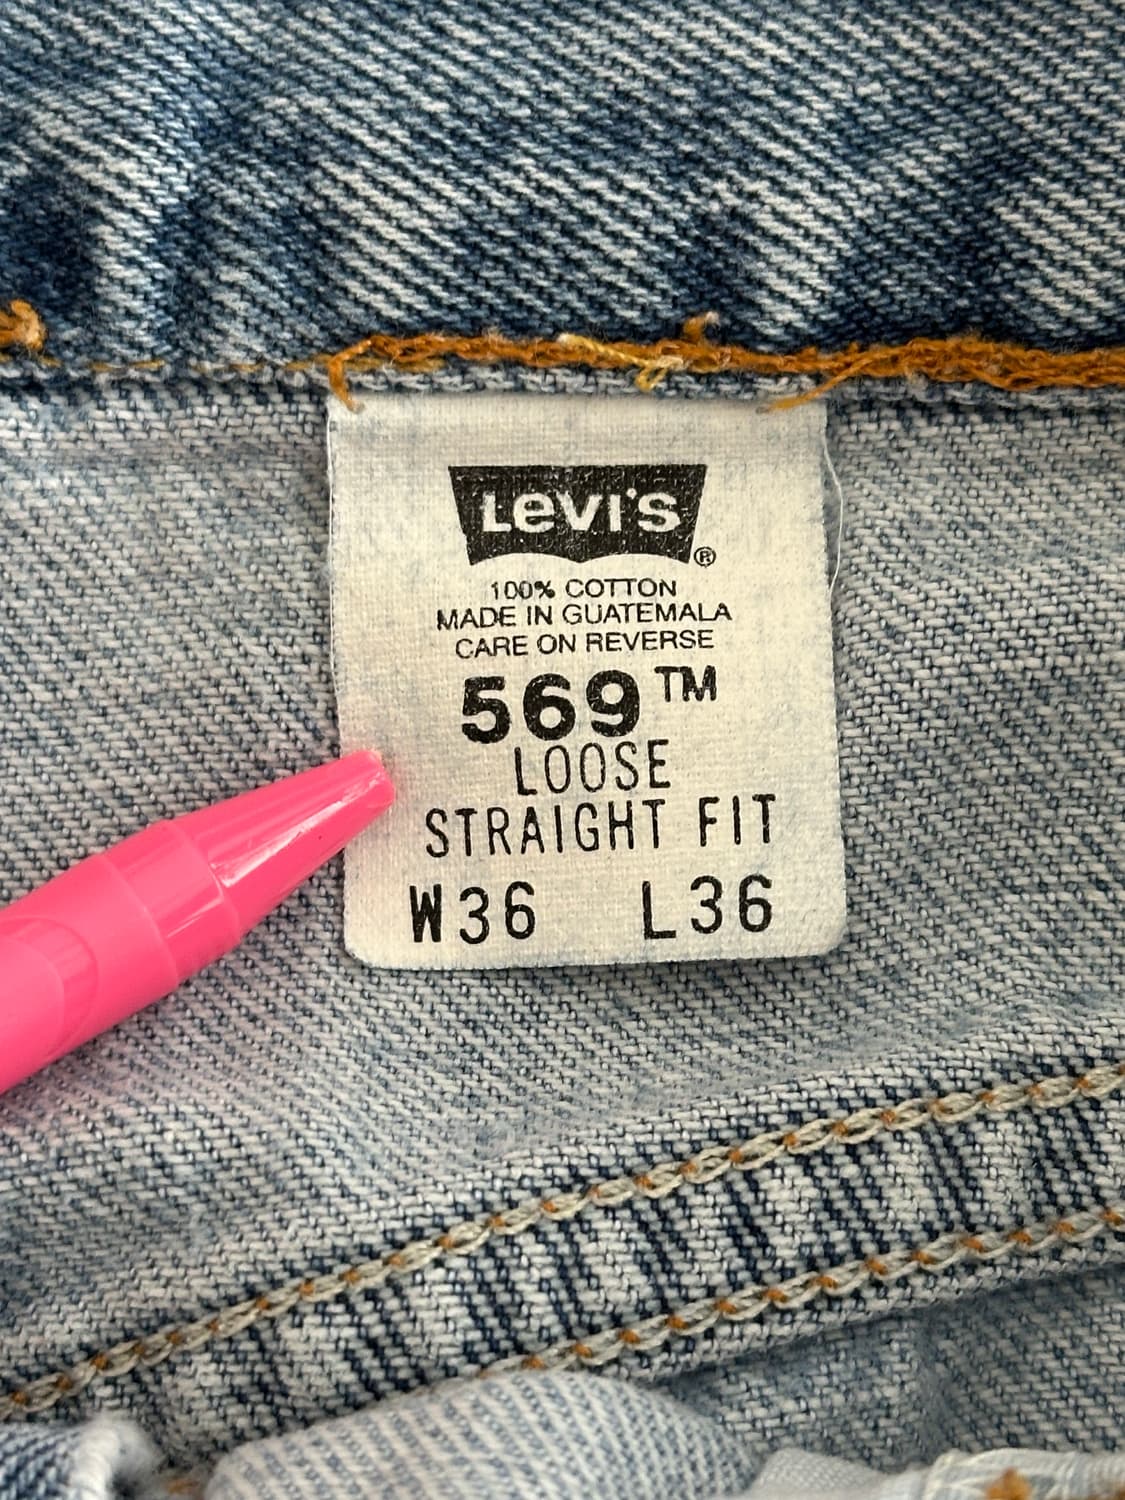 LEVI'S ®
100% COTTON
MADE IN GUATEMALA
CARE ON REVERSE
569™
LOOSE
STRAIGHT FIT
W36 L36